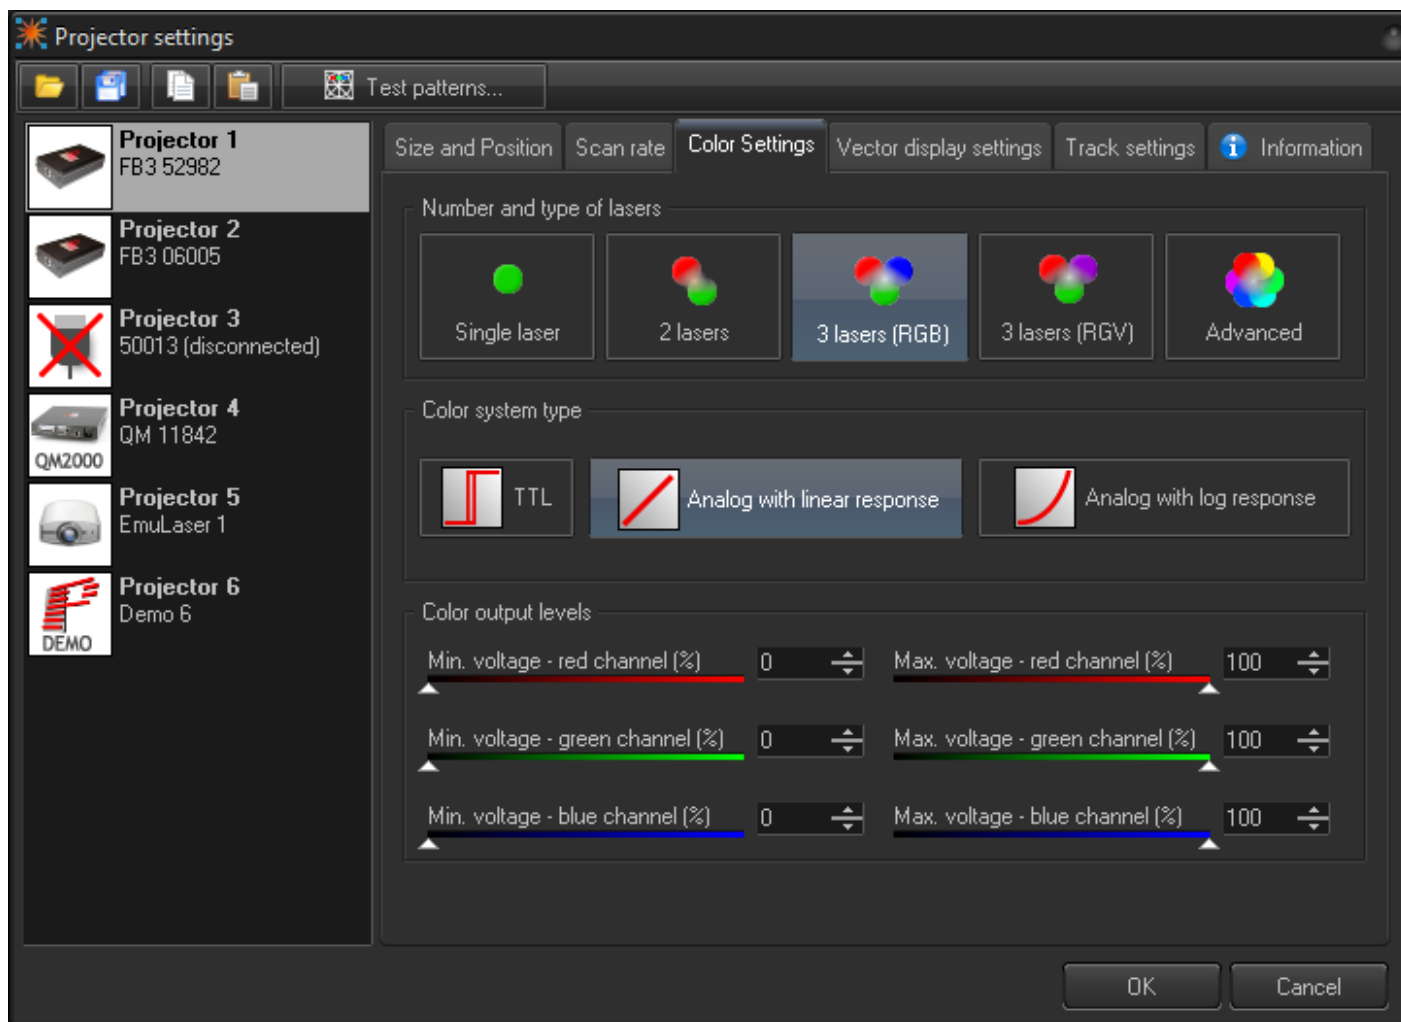 Projector settings
Test patterns...
Projector 1
FB3 52982
Projector 2
FB3 06005
Projector 3
50013 (disconnected)
Projector 4
QM 11842
QM2000
Projector 5
EmuLaser 1
Projector 6
Demo 6
DEMO
Size and Position Scan rate Color Settings Vector display settings Track settings Information
Number and type of lasers
Single laser 2 lasers 3 lasers (RGB) 3 lasers (RGV) Advanced
Color system type
TTL Analog with linear response Analog with log response
Color output levels
Min. voltage - red channel (%) 0 Max. voltage - red channel (%) 100
Min. voltage - green channel (%) 0 Max. voltage - green channel (%) 100
Min. voltage - blue channel (%) 0 Max. voltage - blue channel (%) 100
OK Cancel